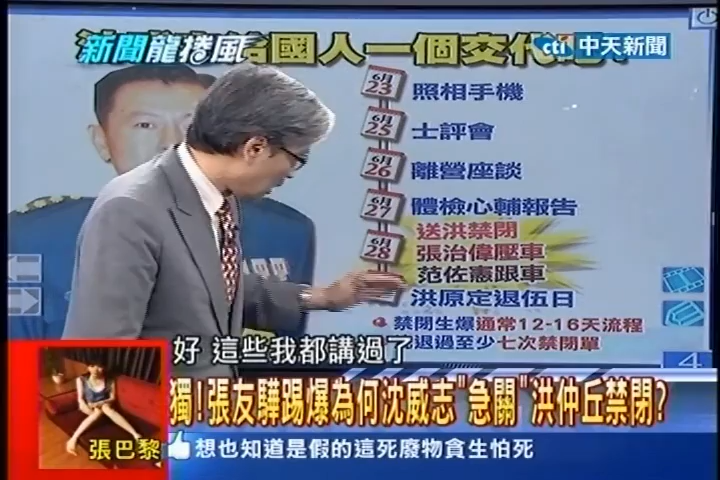 新聞龍捲風
給國人一個交代
cti 中天新聞
6月23 照相手機
6月25 士評會
6月26 離營座談
6月27 體檢心輔報告
6月28 送洪禁閉
張治偉壓車
范佐憲跟車
洪原定退伍日
禁閉生爆通常12-16天流程
退過至少七次禁閉單
4
好 這些我都講過了
獨!張友驊踢爆為何沈威志"急關"洪仲丘禁閉?
張巴黎
想也知道是假的這死廢物貪生怕死